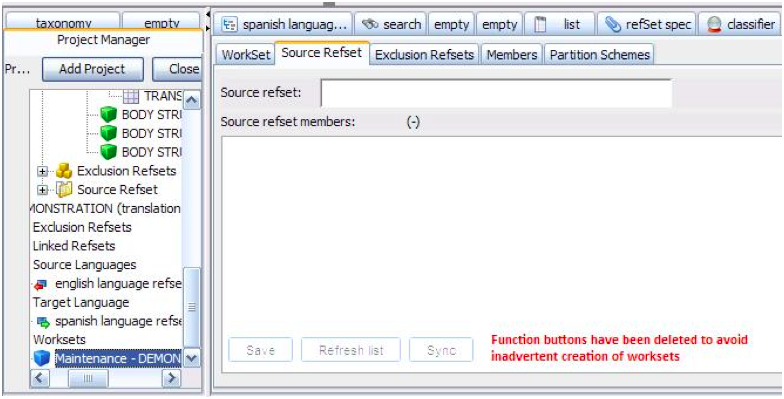 taxonomy empty
Project Manager
Pr... Add Project Close
TRANS
BODY STRI
BODY STRI
BODY STRI
Exclusion Refsets
Source Refset
MONSTRATION (translation
Exclusion Refsets
Linked Refsets
Source Languages
english language refse
Target Language
spanish language refse
Worksets
Maintenance - DEMON
spanish languag... search empty empty list refSet spec classifier
WorkSet Source Refset Exclusion Refsets Members Partition Schemes
Source refset:
Source refset members: (-)
Save Refresh list Sync
Function buttons have been deleted to avoid
inadvertent creation of worksets